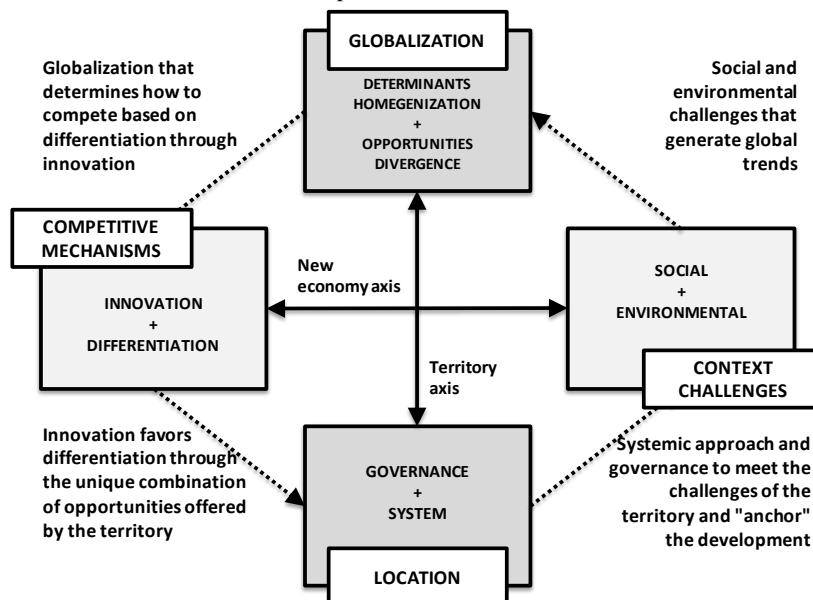 GLOBALIZATION
DETERMINANTS
HOMEGENIZATION
+
OPPORTUNITIES
DIVERGENCE
Globalization that
determines how to
compete based on
differentiation through
innovation
Social and
environmental
challenges that
generate global
trends
COMPETITIVE
MECHANISMS
INNOVATION
+
DIFFERENTIATION
New
economy axis
SOCIAL
+
ENVIRONMENTAL
CONTEXT
CHALLENGES
Territory
axis
Innovation favors
differentiation through
the unique combination
of opportunities offered
by the territory
GOVERNANCE
+
SYSTEM
LOCATION
Systemic approach and
governance to meet the
challenges of the
territory and "anchor"
the development